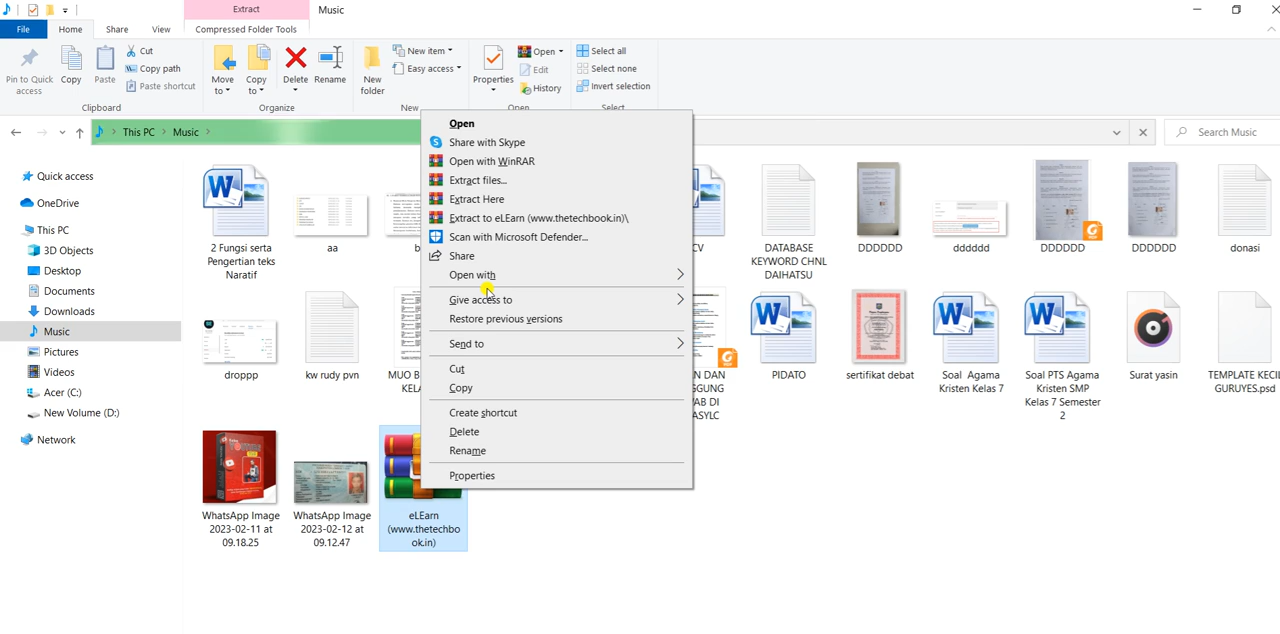 Extract
Music
File
Home
Share
View
Compressed Folder Tools
Pin to Quick
access
Copy
Paste
Cut
Copy path
Paste shortcut
Clipboard
Move
to
Copy
to
Delete
Rename
Organize
New
folder
New item
Easy access
New
Properties
Open
Edit
History
Open
Select all
Select none
Invert selection
Select
This PC
Music
Search Music
Quick access
OneDrive
This PC
3D Objects
Desktop
Documents
Downloads
Music
Pictures
Videos
Acer (C:)
New Volume (D:)
Network
Open
Share with Skype
Open with WinRAR
Extract files...
Extract Here
Extract to eLEarn (www.thetechbook.in)\
Scan with Microsoft Defender...
Share
Open with
Give access to
Restore previous versions
Send to
Cut
Copy
Create shortcut
Delete
Rename
Properties
2 Fungsi serta
Pengertian teks
Naratif
aa
b
CV
DATABASE
KEYWORD CHNL
DAIHATSU
DDDDDD
dddddd
DDDDDD
DDDDDD
donasi
droppp
kw rudy pvn
MUO B
KELA
N DAN
GGUNG
AB DI
ASYLC
PIDATO
sertifikat debat
Soal Agama
Kristen Kelas 7
Soal PTS Agama
Kristen SMP
Kelas 7 Semester
2
Surat yasin
TEMPLATE KECIL
GURUYES.psd
WhatsApp Image
2023-02-11 at
09.18.25
WhatsApp Image
2023-02-12 at
09.12.47
eLEarn
(www.thetechbo
ok.in)